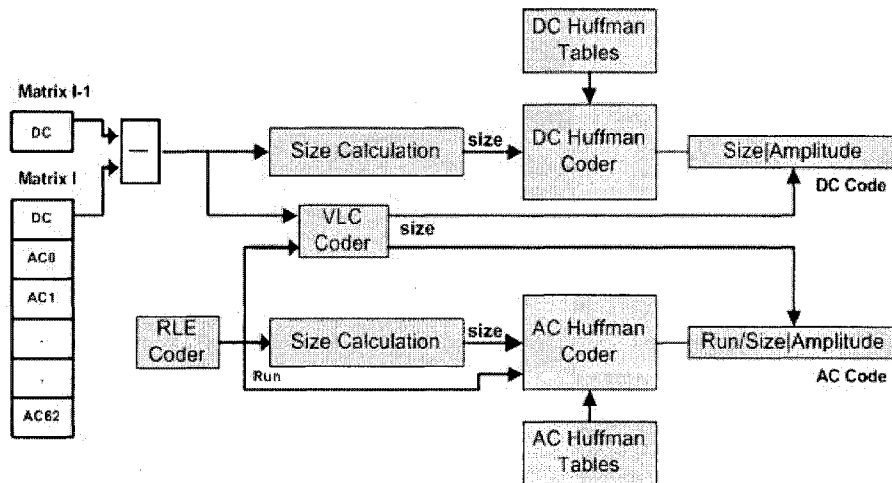 DC Huffman
Tables
Matrix I-1
DC
—
Size Calculation
size
DC Huffman
Coder
Size|Amplitude
DC Code
Matrix I
DC
AC0
AC1
.
.
AC62
VLC
Coder
size
RLE
Coder
Run
Size Calculation
size
AC Huffman
Coder
Run/Size|Amplitude
AC Code
AC Huffman
Tables